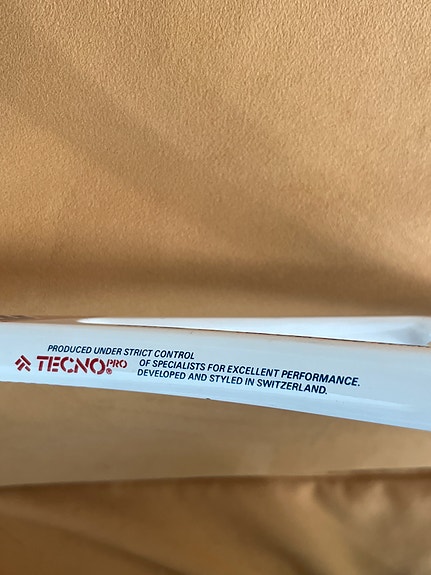 PRODUCED UNDER STRICT CONTROL
TECNO PRO® OF SPECIALISTS FOR EXCELLENT PERFORMANCE.
DEVELOPED AND STYLED IN SWITZERLAND.